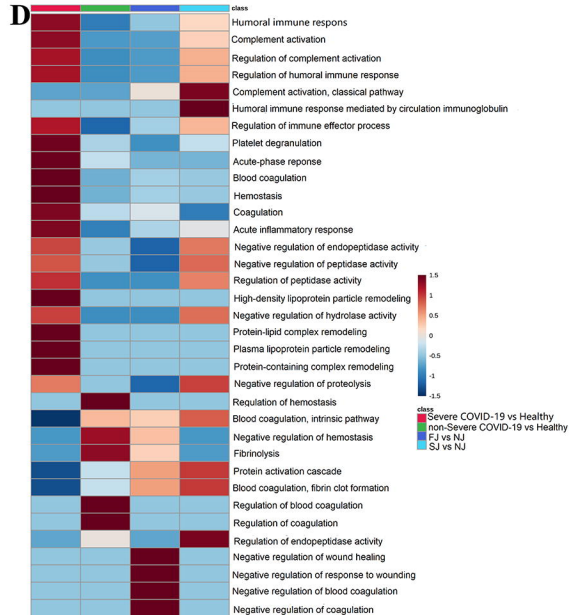 D
class
Humoral immune respons
Complement activation
Regulation of complement activation
Regulation of humoral immune response
Complement activation, classical pathway
Humoral immune response mediated by circulation immunoglobulin
Regulation of immune effector process
Platelet degranulation
Acute-phase reponse
Blood coagulation
Hemostasis
Coagulation
Acute inflammatory response
Negative regulation of endopeptidase activity
Negative regulation of peptidase activity
Regulation of peptidase activity
High-density lipoprotein particle remodeling
Negative regulation of hydrolase activity
Protein-lipid complex remodeling
Plasma lipoprotein particle remodeling
Protein-containing complex remodeling
Negative regulation of proteolysis
Regulation of hemostasis
Blood coagulation, intrinsic pathway
Negative regulation of hemostasis
Fibrinolysis
Protein activation cascade
Blood coagulation, fibrin clot formation
Regulation of blood coagulation
Regulation of coagulation
Regulation of endopeptidase activity
Negative regulation of wound healing
Negative regulation of response to wounding
Negative regulation of blood coagulation
Negative regulation of coagulation
1.5
1
0.5
0
-0.5
-1
-1.5
class
Severe COVID-19 vs Healthy
non-Severe COVID-19 vs Healthy
FJ vs NJ
SJ vs NJ